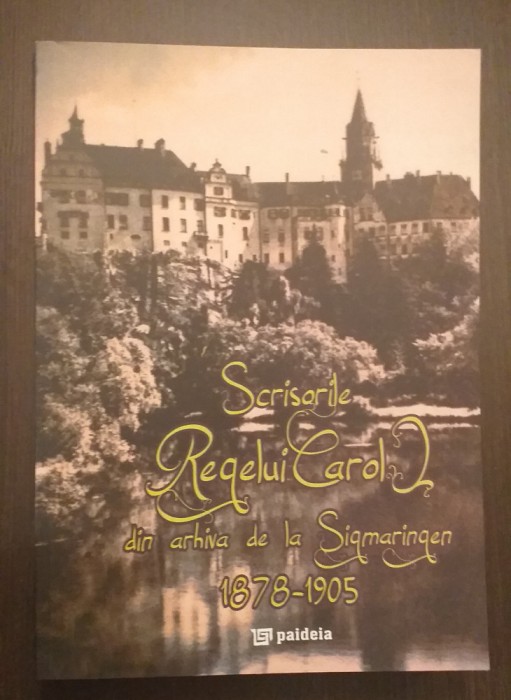 Scrisorile
Regelui Carol I
din arhiva de la Sigmaringen
1878-1905
paideia